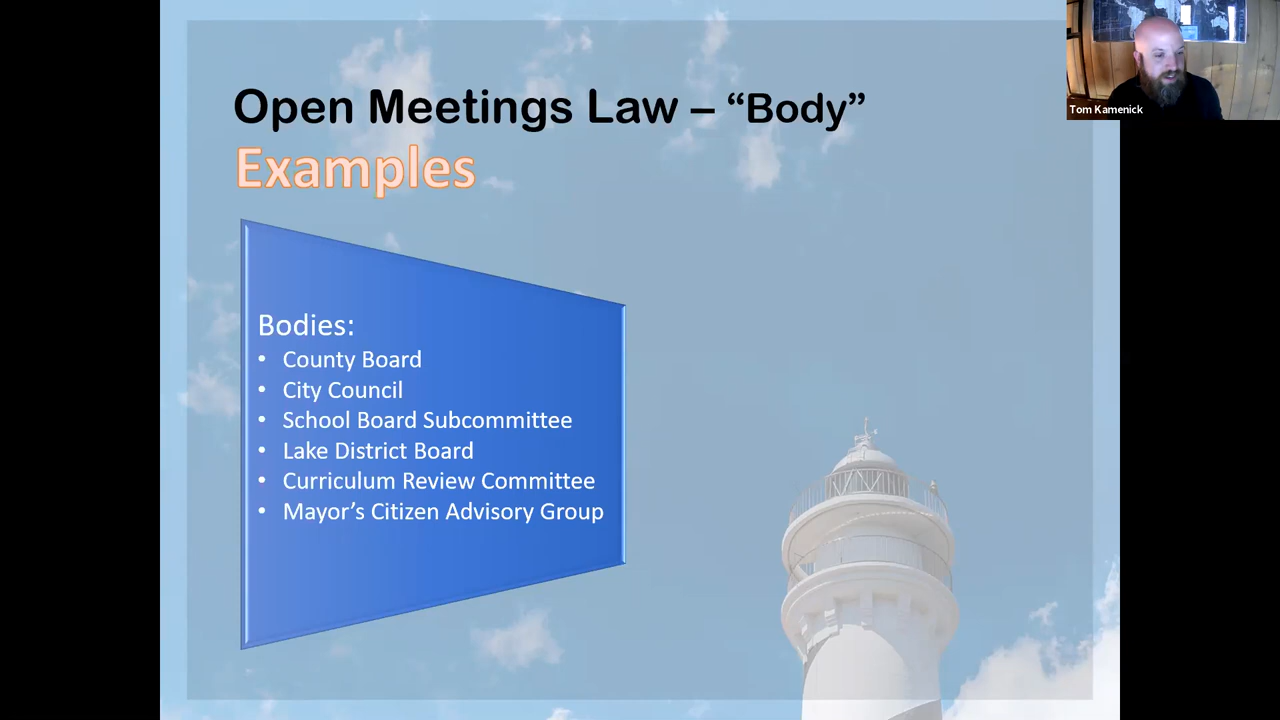 Open Meetings Law – “Body”
Examples
Bodies:
• County Board
• City Council
• School Board Subcommittee
• Lake District Board
• Curriculum Review Committee
• Mayor’s Citizen Advisory Group
Tom Kamenick